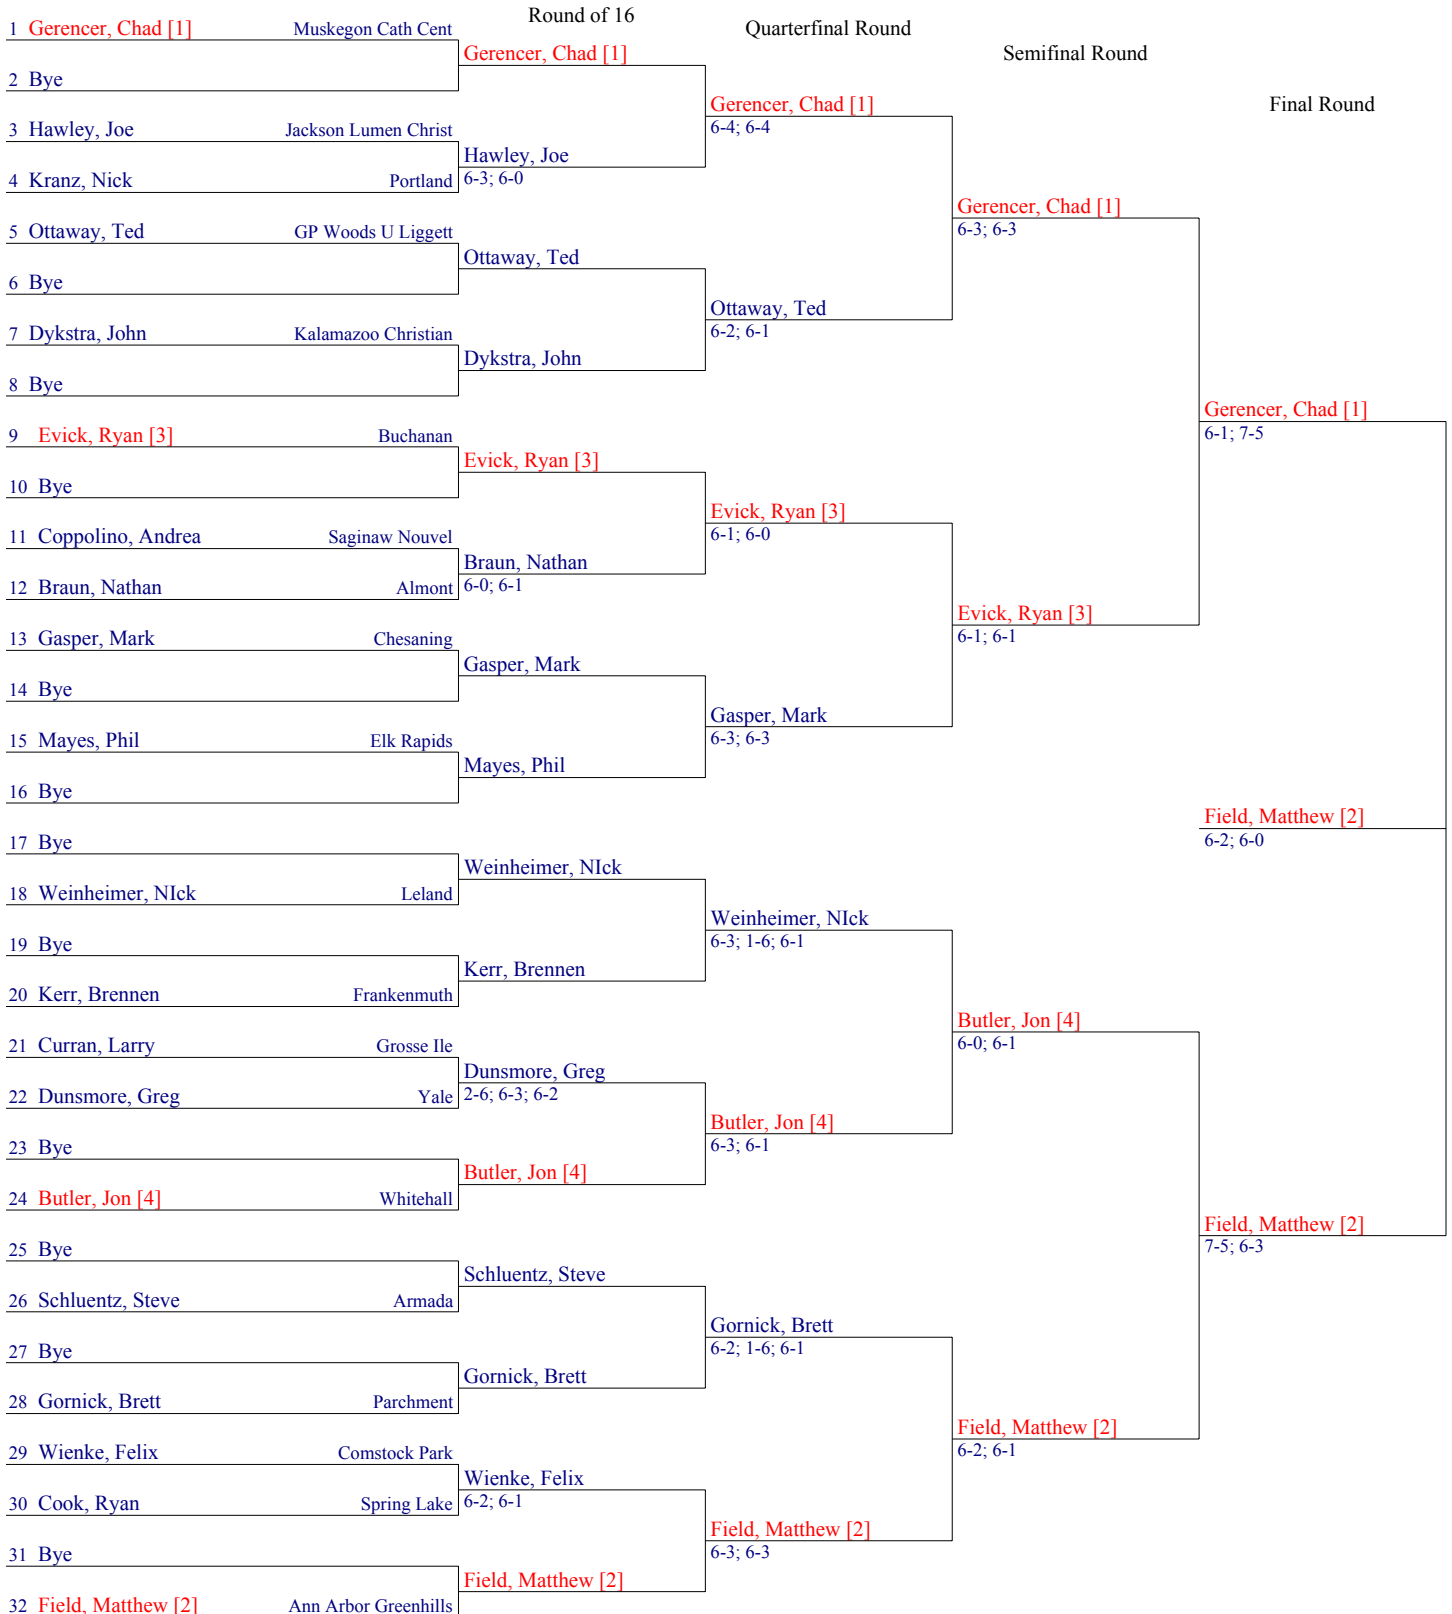 Round of 16
Quarterfinal Round
Semifinal Round
Final Round
1 Gerencer, Chad [1] Muskegon Cath Cent
2 Bye
3 Hawley, Joe Jackson Lumen Christ
4 Kranz, Nick Portland
5 Ottaway, Ted GP Woods U Liggett
6 Bye
7 Dykstra, John Kalamazoo Christian
8 Bye
9 Evick, Ryan [3] Buchanan
10 Bye
11 Coppolino, Andrea Saginaw Nouvel
12 Braun, Nathan Almont
13 Gasper, Mark Chesaning
14 Bye
15 Mayes, Phil Elk Rapids
16 Bye
17 Bye
18 Weinheimer, NIck Leland
19 Bye
20 Kerr, Brennen Frankenmuth
21 Curran, Larry Grosse Ile
22 Dunsmore, Greg Yale
23 Bye
24 Butler, Jon [4] Whitehall
25 Bye
26 Schluentz, Steve Armada
27 Bye
28 Gornick, Brett Parchment
29 Wienke, Felix Comstock Park
30 Cook, Ryan Spring Lake
31 Bye
32 Field, Matthew [2] Ann Arbor Greenhills
Gerencer, Chad [1]
Hawley, Joe
6-3; 6-0
Ottaway, Ted
Dykstra, John
Evick, Ryan [3]
Braun, Nathan
6-0; 6-1
Gasper, Mark
Mayes, Phil
Weinheimer, NIck
Kerr, Brennen
Dunsmore, Greg
2-6; 6-3; 6-2
Butler, Jon [4]
Schluentz, Steve
Gornick, Brett
Wienke, Felix
6-2; 6-1
Field, Matthew [2]
Gerencer, Chad [1]
6-4; 6-4
Ottaway, Ted
6-2; 6-1
Evick, Ryan [3]
6-1; 6-0
Gasper, Mark
6-3; 6-3
Weinheimer, NIck
6-3; 1-6; 6-1
Butler, Jon [4]
6-3; 6-1
Gornick, Brett
6-2; 1-6; 6-1
Field, Matthew [2]
6-3; 6-3
Gerencer, Chad [1]
6-3; 6-3
Evick, Ryan [3]
6-1; 6-1
Butler, Jon [4]
6-0; 6-1
Field, Matthew [2]
6-2; 6-1
Gerencer, Chad [1]
6-1; 7-5
Field, Matthew [2]
6-2; 6-0
Field, Matthew [2]
7-5; 6-3